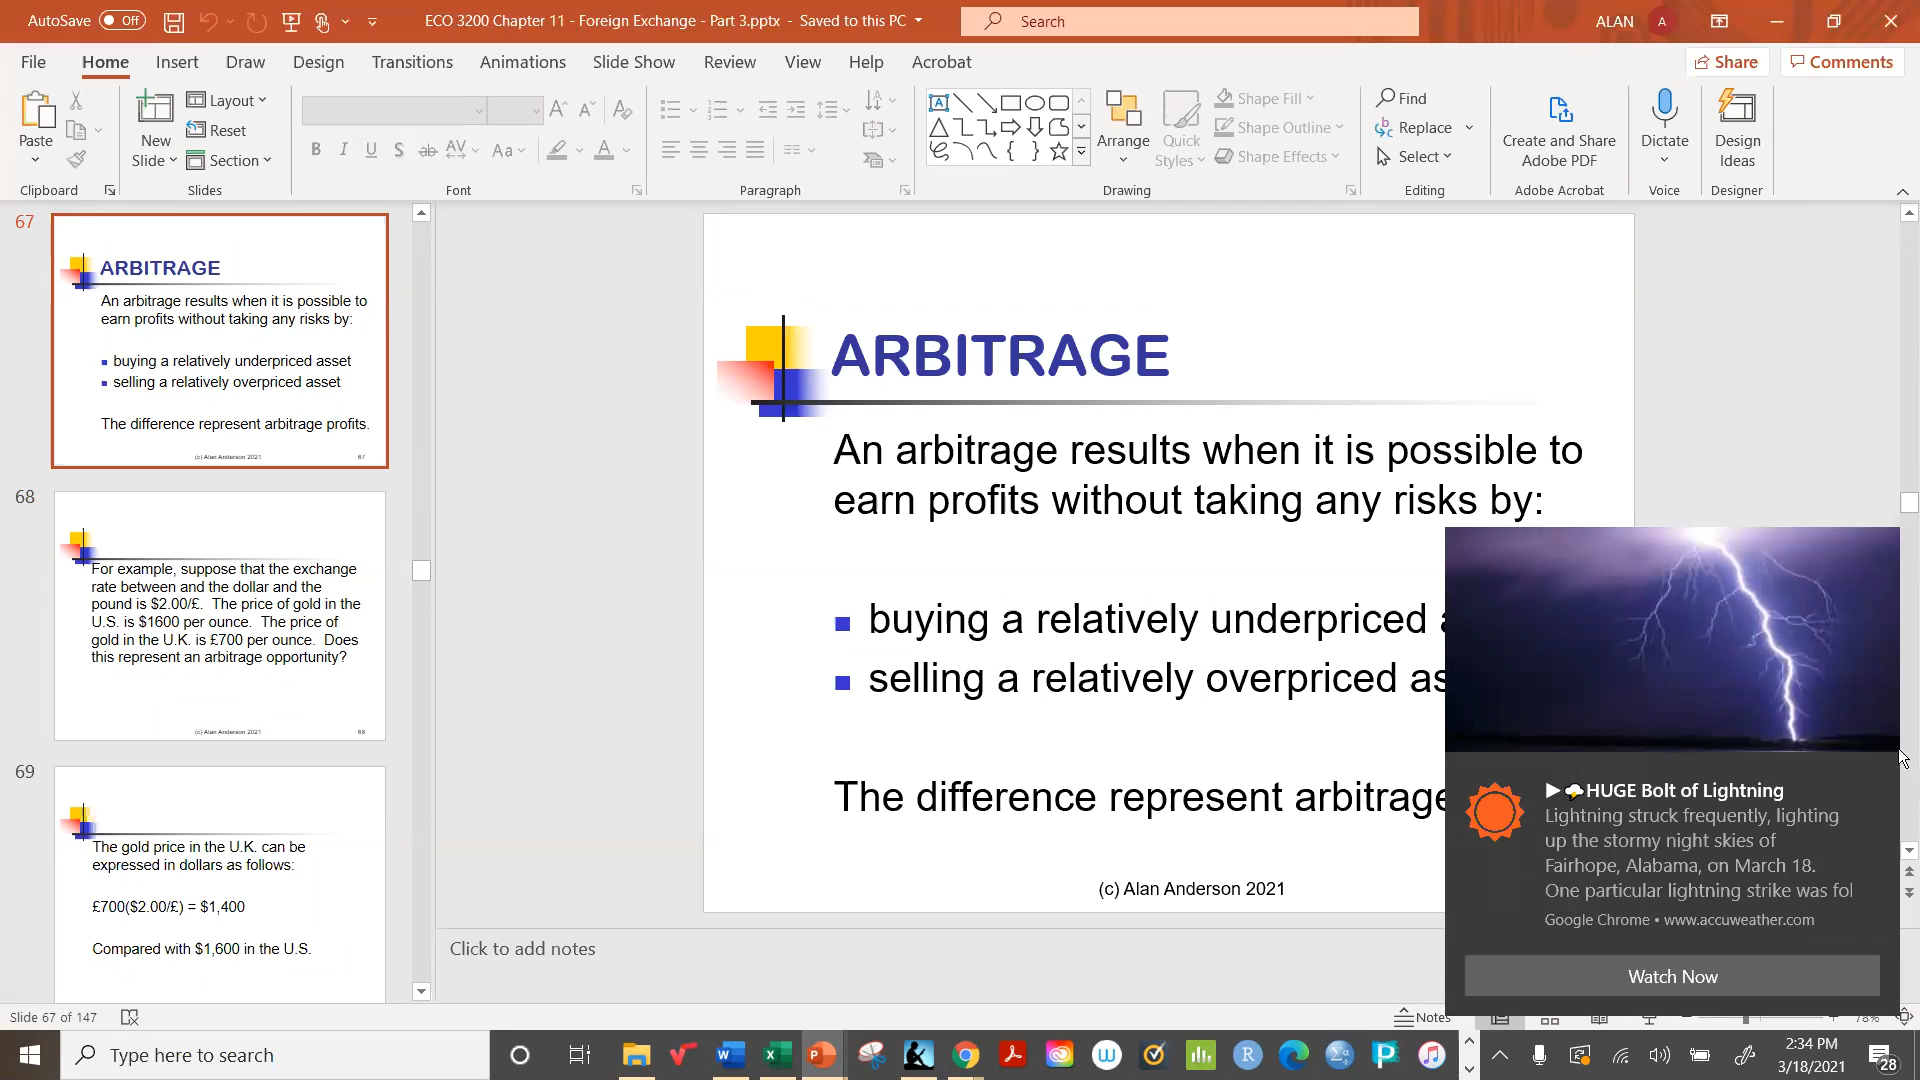 AutoSave Off
ECO 3200 Chapter 11 - Foreign Exchange - Part 3.pptx - Saved to this PC
Search
ALAN A
File Home Insert Draw Design Transitions Animations Slide Show Review View Help Acrobat
Share Comments
Paste
Clipboard
New
Slide
Layout
Reset
Section
Slides
Font
Paragraph
Arrange
Quick
Styles
Shape Fill
Shape Outline
Shape Effects
Drawing
Find
Replace
Select
Editing
Create and Share
Adobe PDF
Adobe Acrobat
Dictate
Voice
Design
Ideas
Designer
67
ARBITRAGE
An arbitrage results when it is possible to
earn profits without taking any risks by:
buying a relatively underpriced asset
selling a relatively overpriced asset
The difference represent arbitrage profits.
(c) Alan Anderson 2021 67
68
For example, suppose that the exchange
rate between and the dollar and the
pound is $2.00/£. The price of gold in the
U.S. is $1600 per ounce. The price of
gold in the U.K. is £700 per ounce. Does
this represent an arbitrage opportunity?
(c) Alan Anderson 2021 68
69
The gold price in the U.K. can be
expressed in dollars as follows:
£700($2.00/£) = $1,400
Compared with $1,600 in the U.S.
ARBITRAGE
An arbitrage results when it is possible to
earn profits without taking any risks by:
buying a relatively underpriced a
selling a relatively overpriced as
The difference represent arbitrage
(c) Alan Anderson 2021
Click to add notes
HUGE Bolt of Lightning
Lightning struck frequently, lighting
up the stormy night skies of
Fairhope, Alabama, on March 18.
One particular lightning strike was fol
Google Chrome • www.accuweather.com
Watch Now
Slide 67 of 147
Notes
78%
Type here to search
2:34 PM
3/18/2021
28